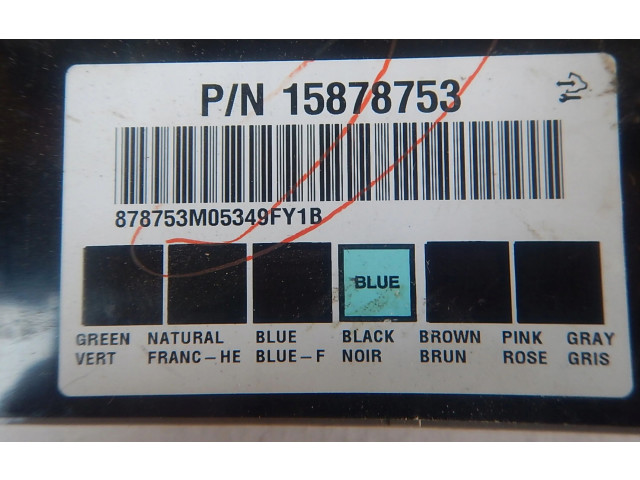 P/N 15878753
878753M05349FY1B
BLUE
GREEN NATURAL BLUE BLACK BROWN PINK GRAY
VERT FRANC-HE BLUE-F NOIR BRUN ROSE GRIS